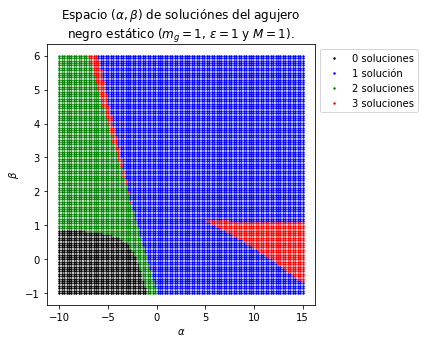 Espacio (α, β) de soluciónes del agujero
negro estático (m_g = 1, ε = 1 y M = 1).
0 soluciones
1 solución
2 soluciones
3 soluciones
6
5
4
3
2
1
0
−1
β
−10
−5
0
5
10
15
α